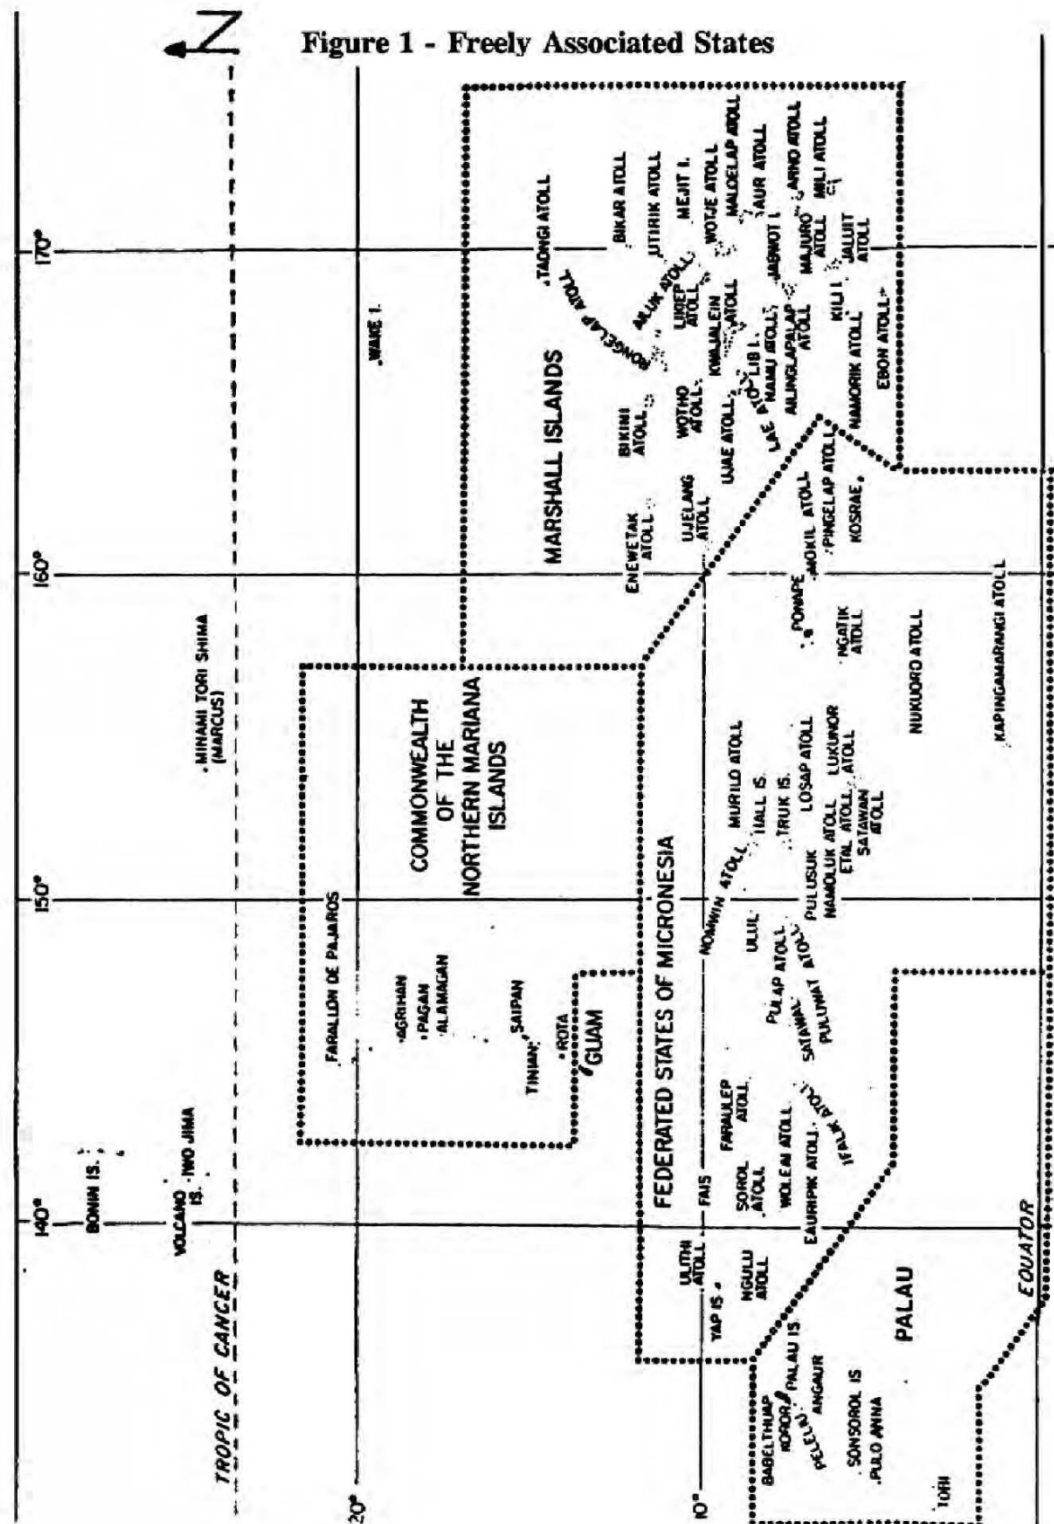 Figure 1 - Freely Associated States
N
170°
160°
150°
140°
20°
10°
TROPIC OF CANCER
EQUATOR
BONIN IS.
VOLCANO
IS.
IWO JIMA
MINAMI TORI SHIMA
(MARCUS)
WAKE I.
COMMONWEALTH
OF THE
NORTHERN MARIANA
ISLANDS
FARALLON DE PAJAROS
AGRIHAN
PAGAN
ALAMAGAN
SAIPAN
TINIAN
ROTA
GUAM
MARSHALL ISLANDS
TAONGI ATOLL
BIKAR ATOLL
UTIRIK ATOLL
MEJIT I.
RONGELAP ATOLL
AILUK ATOLL
LIKIEP
ATOLL
WOTJE ATOLL
MALOELAP ATOLL
AUR ATOLL
ARNO ATOLL
MILI ATOLL
MAJURO
ATOLL
JABWOT I.
JALUIT
ATOLL
KILI I.
EBON ATOLL
NAMORIK ATOLL
AILINGLAPALAP
ATOLL
NAMU ATOLL
LIB I.
KWAJALEIN
ATOLL
LAE ATOLL
UJAE ATOLL
WOTHO
ATOLL
BIKINI
ATOLL
ENEWETAK
ATOLL
UJELANG
ATOLL
FEDERATED STATES OF MICRONESIA
KOSRAE
PINGELAP ATOLL
MOKIL ATOLL
PONAPE
NGATIK
ATOLL
NUKUORO ATOLL
KAPINGAMARANGI ATOLL
MURILO ATOLL
HALL IS.
NOMWIN ATOLL
TRUK IS.
LOSAP ATOLL
LUKUNOR
ATOLL
NAMOLUK ATOLL
ETAL ATOLL
SATAWAN
ATOLL
PULUSUK
ULUL
PULAP ATOLL
SATAWAL
PULUWAT ATOLL
FARAULEP
ATOLL
IFALIK ATOLL
WOLEAI ATOLL
EAURIPIK ATOLL
SOROL
ATOLL
FAIS
ULITHI
ATOLL
YAP IS.
NGULU
ATOLL
PALAU
BABELTHUAP
KOROR
PALAU IS.
PELELIU
ANGAUR
SONSOROL IS
PULO ANNA
TOBI